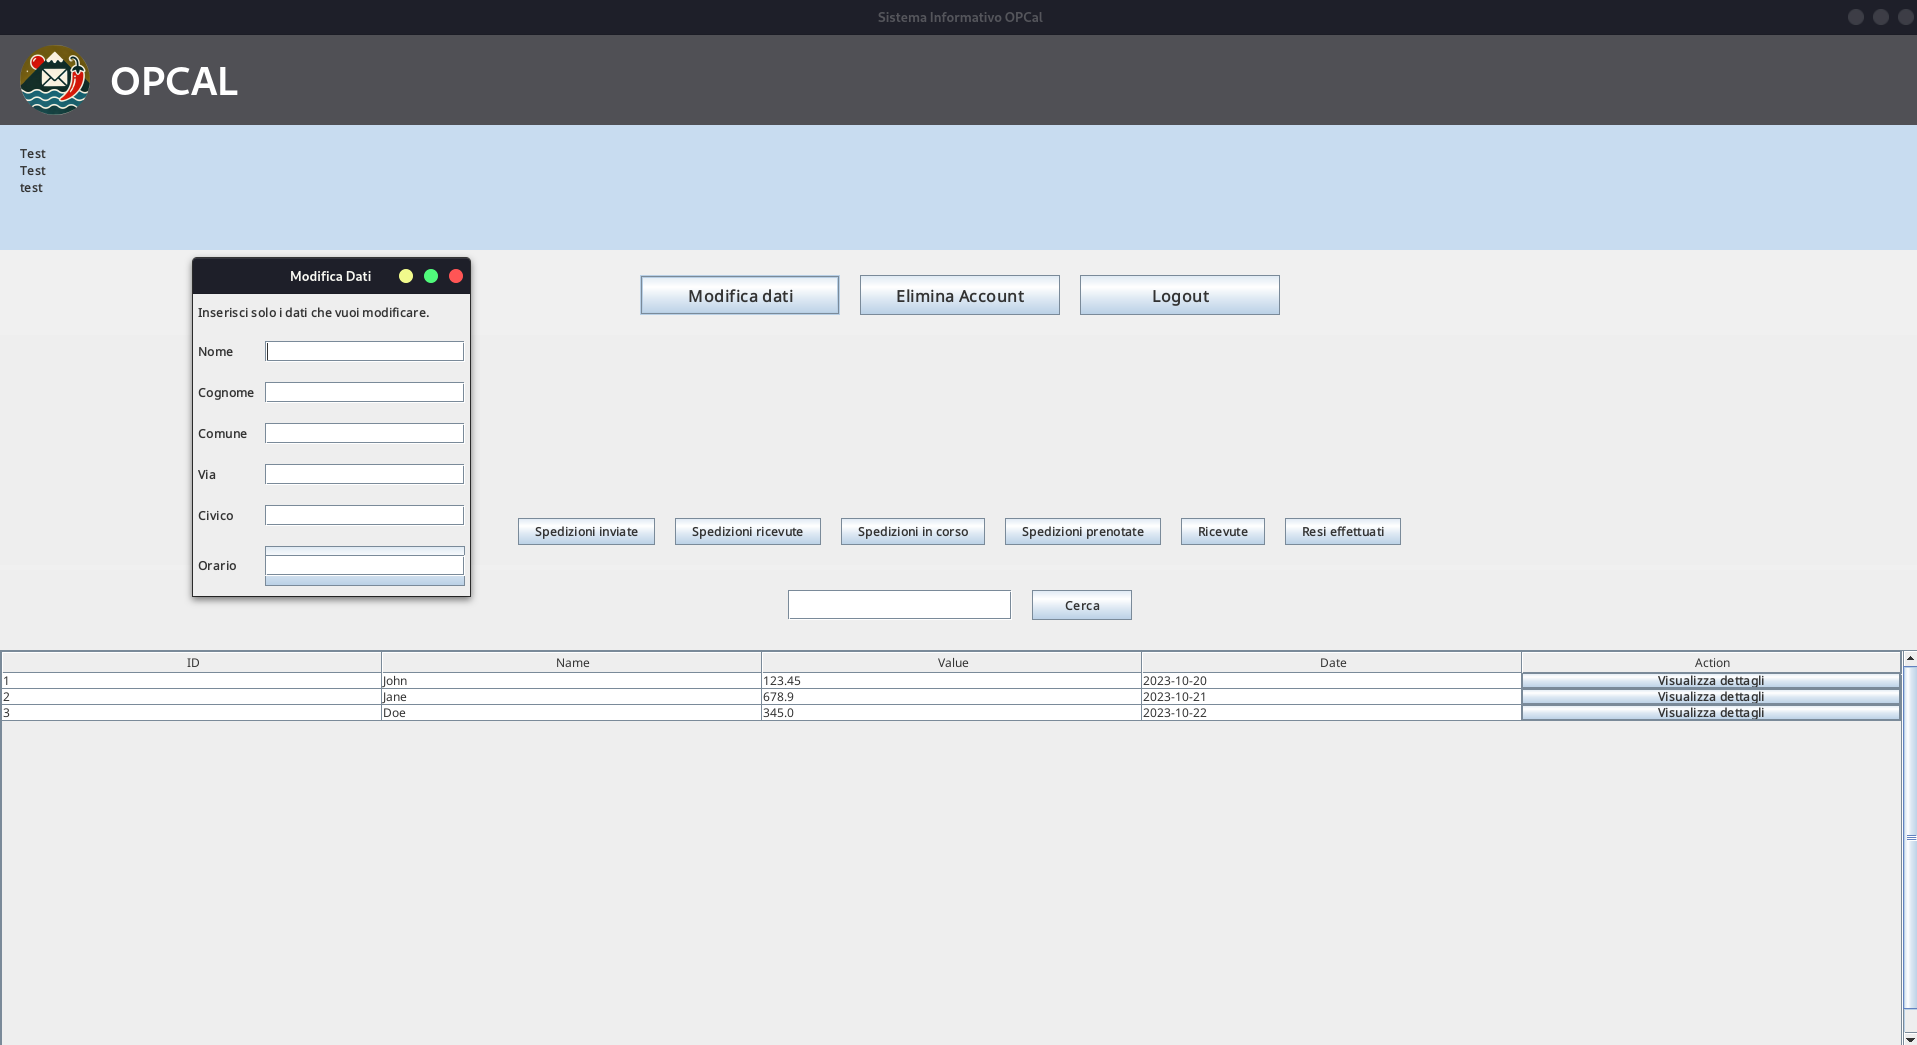 Sistema Informativo OPCal
OPCAL
Test
Test
test
Modifica Dati
Inserisci solo i dati che vuoi modificare.
Nome
Cognome
Comune
Via
Civico
Orario
Modifica dati Elimina Account Logout
Spedizioni inviate Spedizioni ricevute Spedizioni in corso Spedizioni prenotate Ricevute Resi effettuati
Cerca
ID Name Value Date Action
1 John 123.45 2023-10-20 Visualizza dettagli
2 Jane 678.9 2023-10-21 Visualizza dettagli
3 Doe 345.0 2023-10-22 Visualizza dettagli